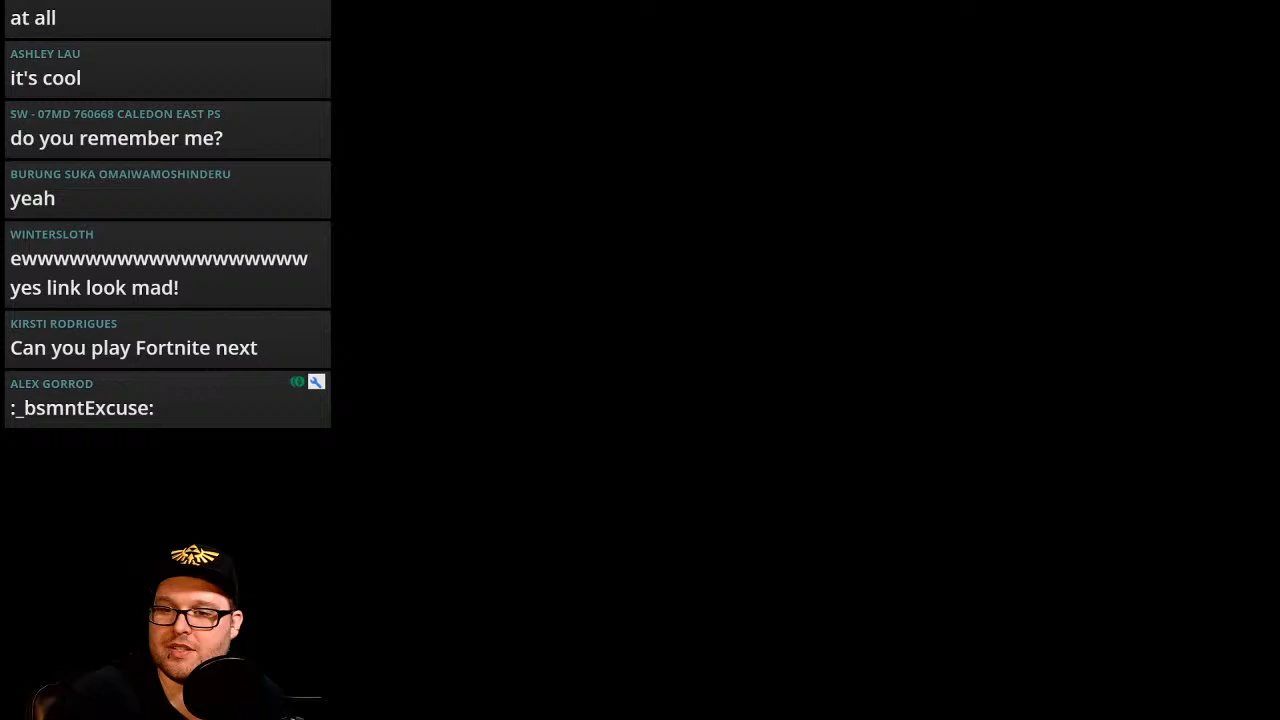 at all
ASHLEY LAU
it's cool
SW - 07MD 760668 CALEDON EAST PS
do you remember me?
BURUNG SUKA OMAIWAMOSHINDERU
yeah
WINTERSLOTH
ewwwwwwwwwwwwwwwwww
yes link look mad!
KIRSTI RODRIGUES
Can you play Fortnite next
ALEX GORROD
:_bsmntExcuse: